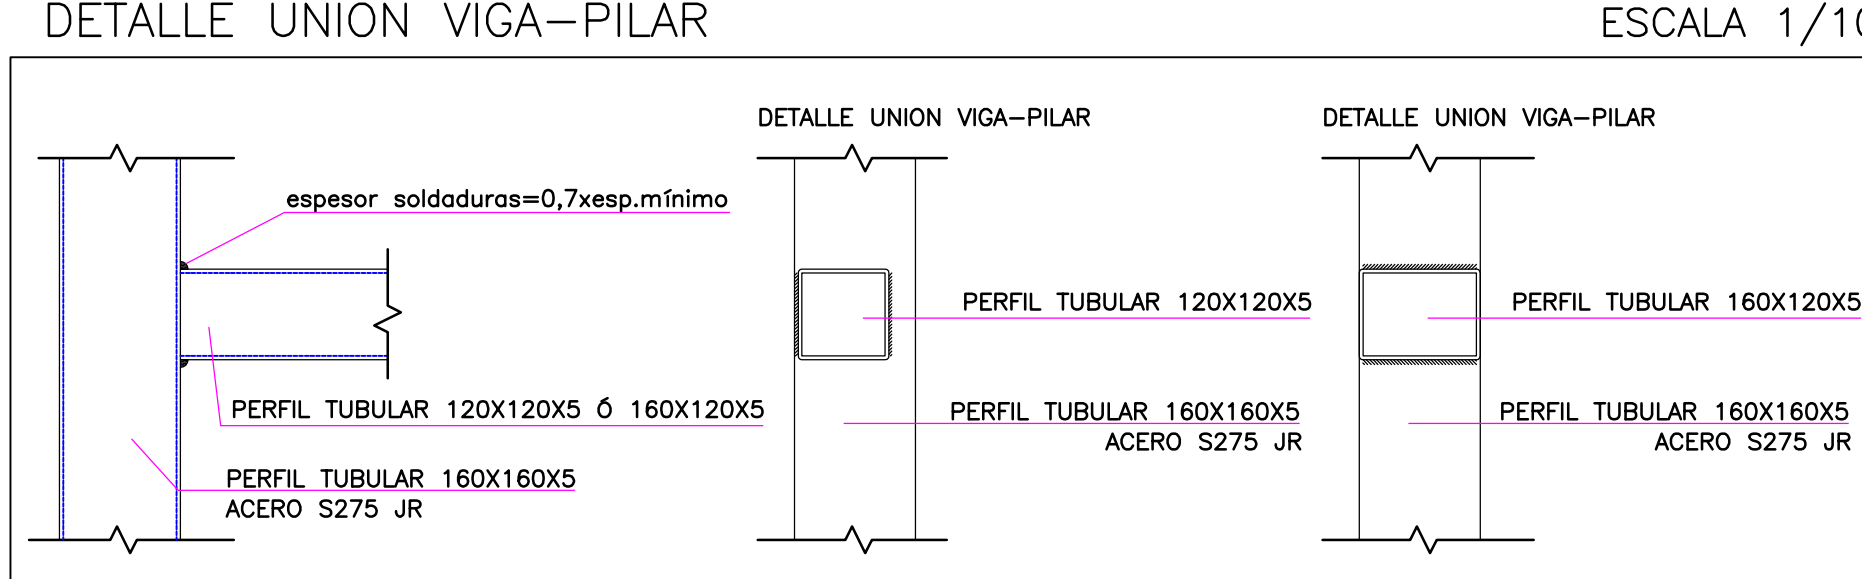 DETALLE UNION VIGA-PILAR
ESCALA 1/10
DETALLE UNION VIGA-PILAR
DETALLE UNION VIGA-PILAR
espesor soldaduras=0,7xesp.mínimo
PERFIL TUBULAR 120X120X5
PERFIL TUBULAR 160X120X5
PERFIL TUBULAR 120X120X5 Ó 160X120X5
PERFIL TUBULAR 160X160X5
ACERO S275 JR
PERFIL TUBULAR 160X160X5
ACERO S275 JR
PERFIL TUBULAR 160X160X5
ACERO S275 JR